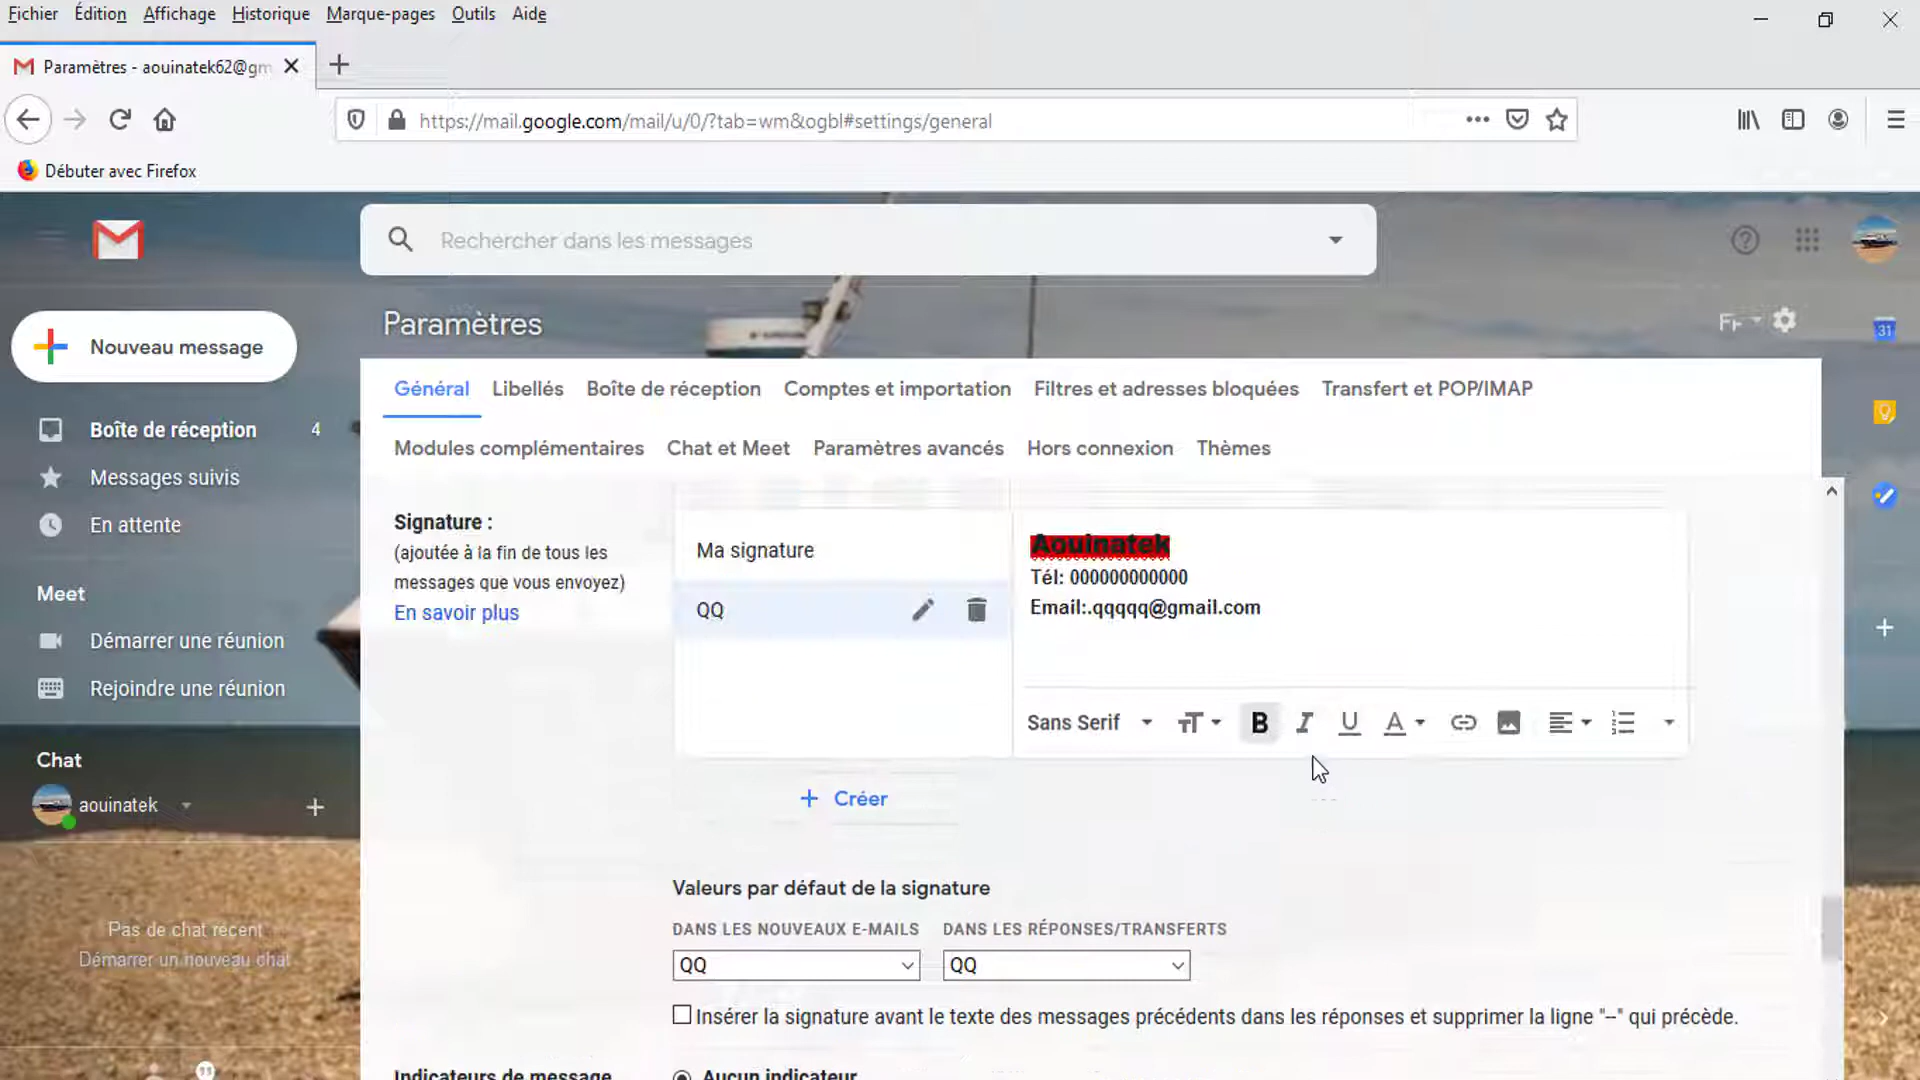 Fichier Édition Affichage Historique Marque-pages Outils Aide
Paramètres - aouinatek62@gm
https://mail.google.com/mail/u/0/?tab=wm&ogbl#settings/general
Débuter avec Firefox
Rechercher dans les messages
Paramètres
Nouveau message
Général Libellés Boîte de réception Comptes et importation Filtres et adresses bloquées Transfert et POP/IMAP
Modules complémentaires Chat et Meet Paramètres avancés Hors connexion Thèmes
Boîte de réception 4
Messages suivis
En attente
Meet
Démarrer une réunion
Rejoindre une réunion
Chat
aouinatek
Pas de chat récent
Démarrer un nouveau chat
31
Signature :
(ajoutée à la fin de tous les
messages que vous envoyez)
En savoir plus
Ma signature
QQ
Aouinatek
Tél: 000000000000
Email:.qqqqq@gmail.com
Sans Serif
Créer
Valeurs par défaut de la signature
DANS LES NOUVEAUX E-MAILS DANS LES RÉPONSES/TRANSFERTS
QQ QQ
Insérer la signature avant le texte des messages précédents dans les réponses et supprimer la ligne "--" qui précède.
Indicateurs de message Aucun indicateur